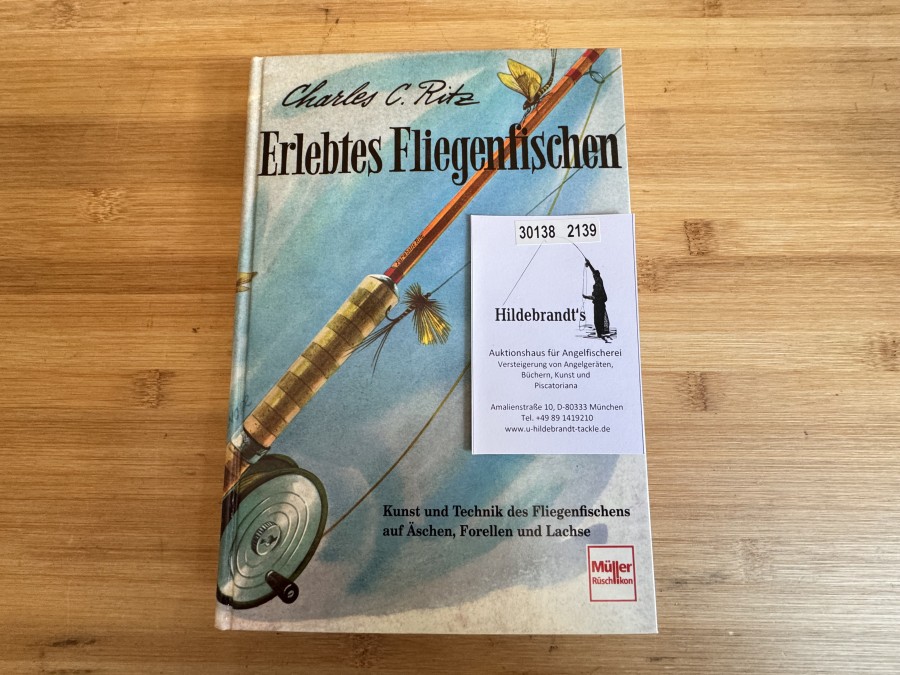 Charles C. Ritz
Erlebtes Fliegenfischen
30138 2139
Hildebrandt's
Auktionshaus für Angelfischerei
Versteigerung von Angelgeräten,
Büchern, Kunst und
Piscatoriana
Amalienstraße 10, D-80333 München
Tel. +49 89 1419210
www.u-hildebrandt-tackle.de
Kunst und Technik des Fliegenfischens
auf Äschen, Forellen und Lachse
Müller
Rüschlikon